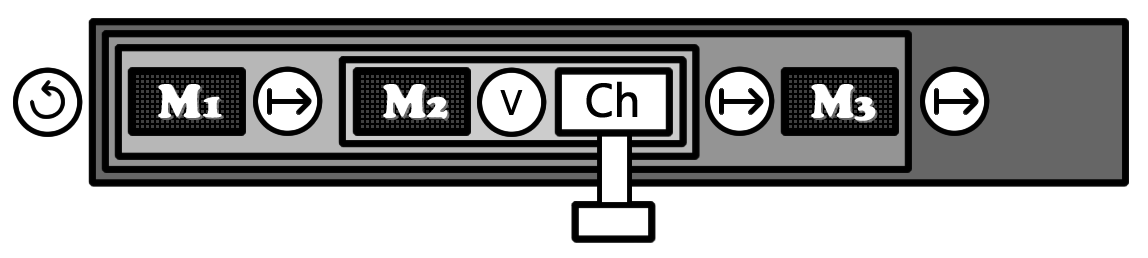 ↺ M1 ↦ M2 V Ch ↦ M3 ↦